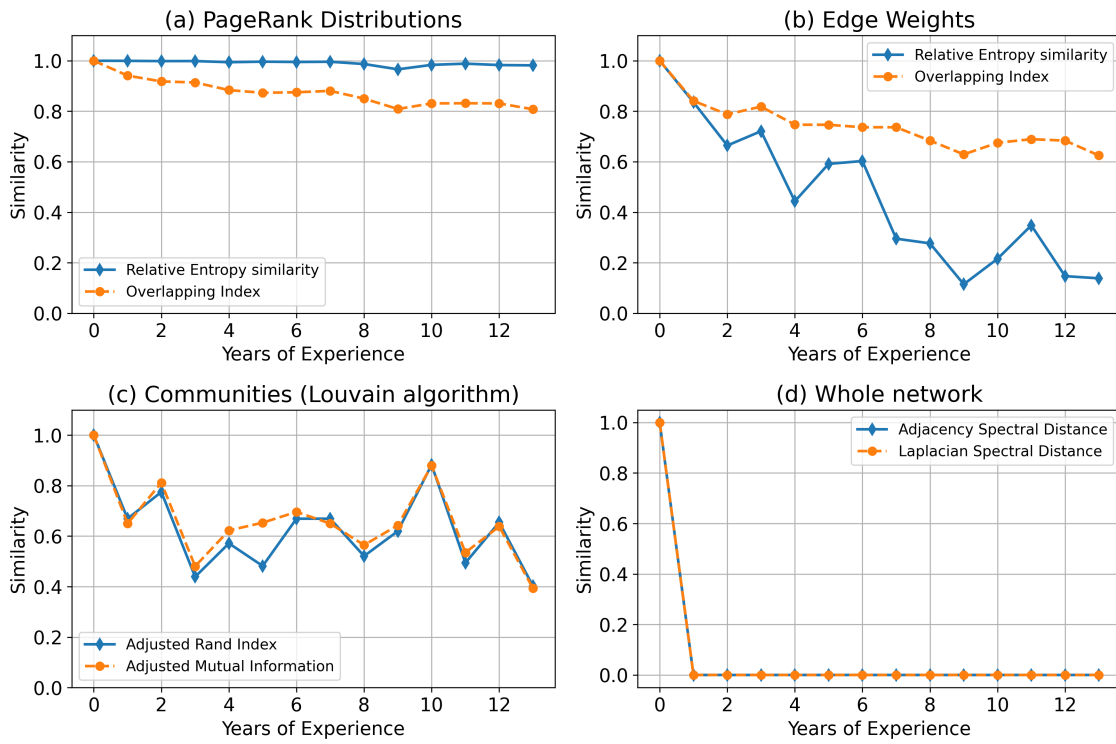 (a) PageRank Distributions
Similarity
1.0
0.8
0.6
0.4
0.2
0.0
Relative Entropy similarity
Overlapping Index
0 2 4 6 8 10 12
Years of Experience
(b) Edge Weights
Similarity
1.0
0.8
0.6
0.4
0.2
0.0
Relative Entropy similarity
Overlapping Index
0 2 4 6 8 10 12
Years of Experience
(c) Communities (Louvain algorithm)
Similarity
1.0
0.8
0.6
0.4
0.2
0.0
Adjusted Rand Index
Adjusted Mutual Information
0 2 4 6 8 10 12
Years of Experience
(d) Whole network
Similarity
1.0
0.8
0.6
0.4
0.2
0.0
Adjacency Spectral Distance
Laplacian Spectral Distance
0 2 4 6 8 10 12
Years of Experience